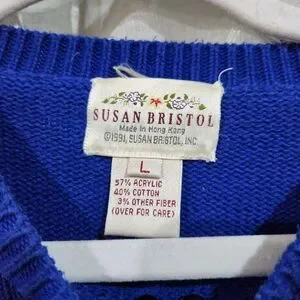 SUSAN BRISTOL
Made in Hong Kong
©1991, SUSAN BRISTOL, INC.
L
57% ACRYLIC
40% COTTON
3% OTHER FIBER
(OVER FOR CARE)